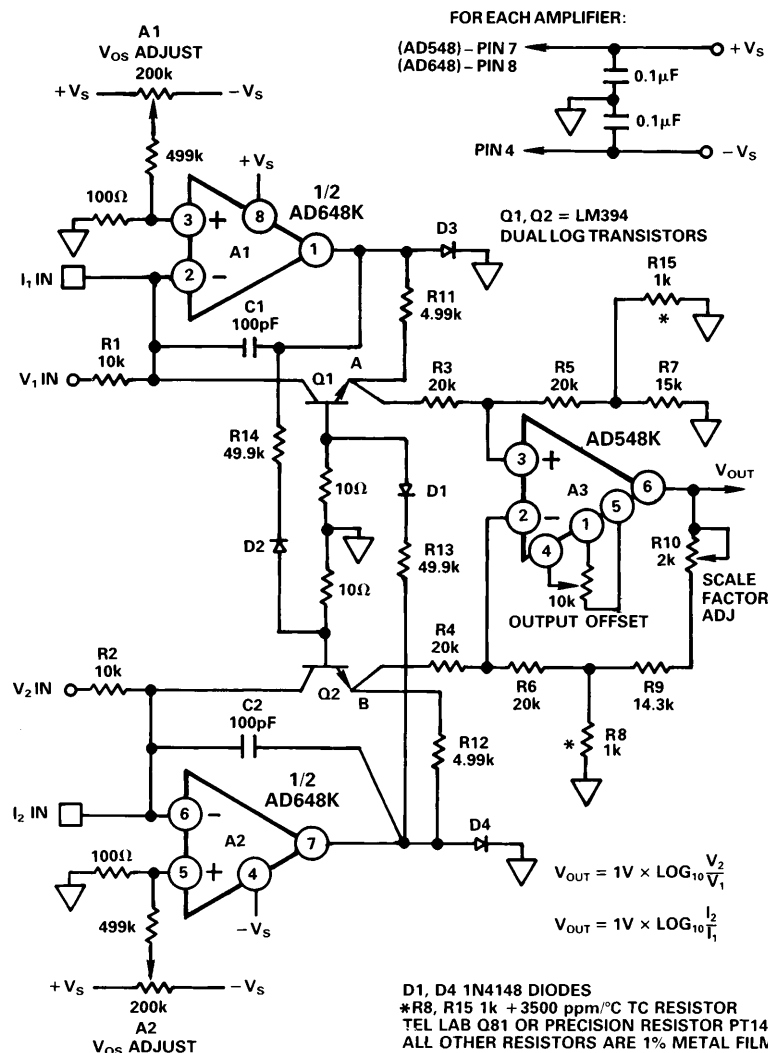 FOR EACH AMPLIFIER:
(AD548) – PIN 7
(AD648) – PIN 8
+VS
0.1μF
0.1μF
PIN 4
–VS
A1
VOS ADJUST
200k
+VS
–VS
499k
100Ω
+VS
1/2
AD648K
3
+
8
A1
1
2
–
I1 IN
D3
Q1, Q2 = LM394
DUAL LOG TRANSISTORS
R15
1k
*
R11
4.99k
C1
100pF
R1
10k
V1 IN
A
Q1
R3
20k
R5
20k
R7
15k
R14
49.9k
AD548K
3
+
A3
6
VOUT
2
–
5
1
4
10k
OUTPUT OFFSET
R10
2k
SCALE
FACTOR
ADJ
10Ω
D1
D2
R13
49.9k
10Ω
R4
20k
R6
20k
R9
14.3k
R2
10k
V2 IN
Q2
B
C2
100pF
R12
4.99k
*
R8
1k
1/2
AD648K
I2 IN
6
–
A2
7
D4
5
+
4
100Ω
–VS
499k
+VS
–VS
200k
A2
VOS ADJUST
VOUT = 1V × LOG10 V2/V1
VOUT = 1V × LOG10 I2/I1
D1, D4 1N4148 DIODES
*R8, R15 1k +3500 ppm/°C TC RESISTOR
TEL LAB Q81 OR PRECISION RESISTOR PT14
ALL OTHER RESISTORS ARE 1% METAL FILM